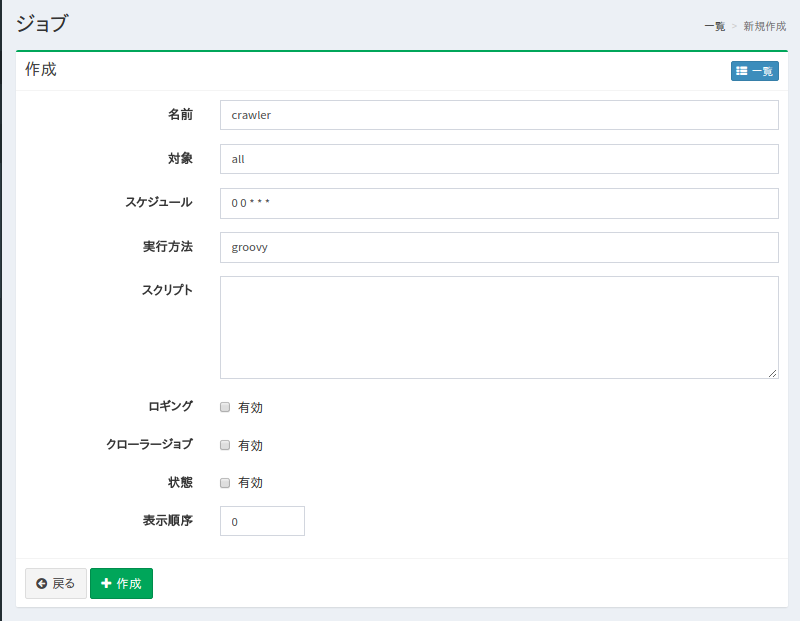 ジョブ
一覧 > 新規作成
作成
一覧
名前 crawler
対象 all
スケジュール 0 0 * * *
実行方法 groovy
スクリプト
ロギング 有効
クローラージョブ 有効
状態 有効
表示順序 0
戻る 作成